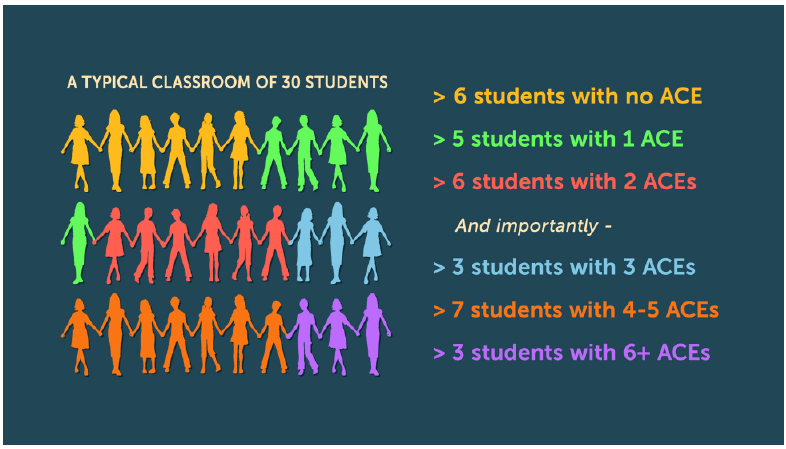 A TYPICAL CLASSROOM OF 30 STUDENTS
> 6 students with no ACE
> 5 students with 1 ACE
> 6 students with 2 ACEs
And importantly -
> 3 students with 3 ACEs
> 7 students with 4-5 ACEs
> 3 students with 6+ ACEs